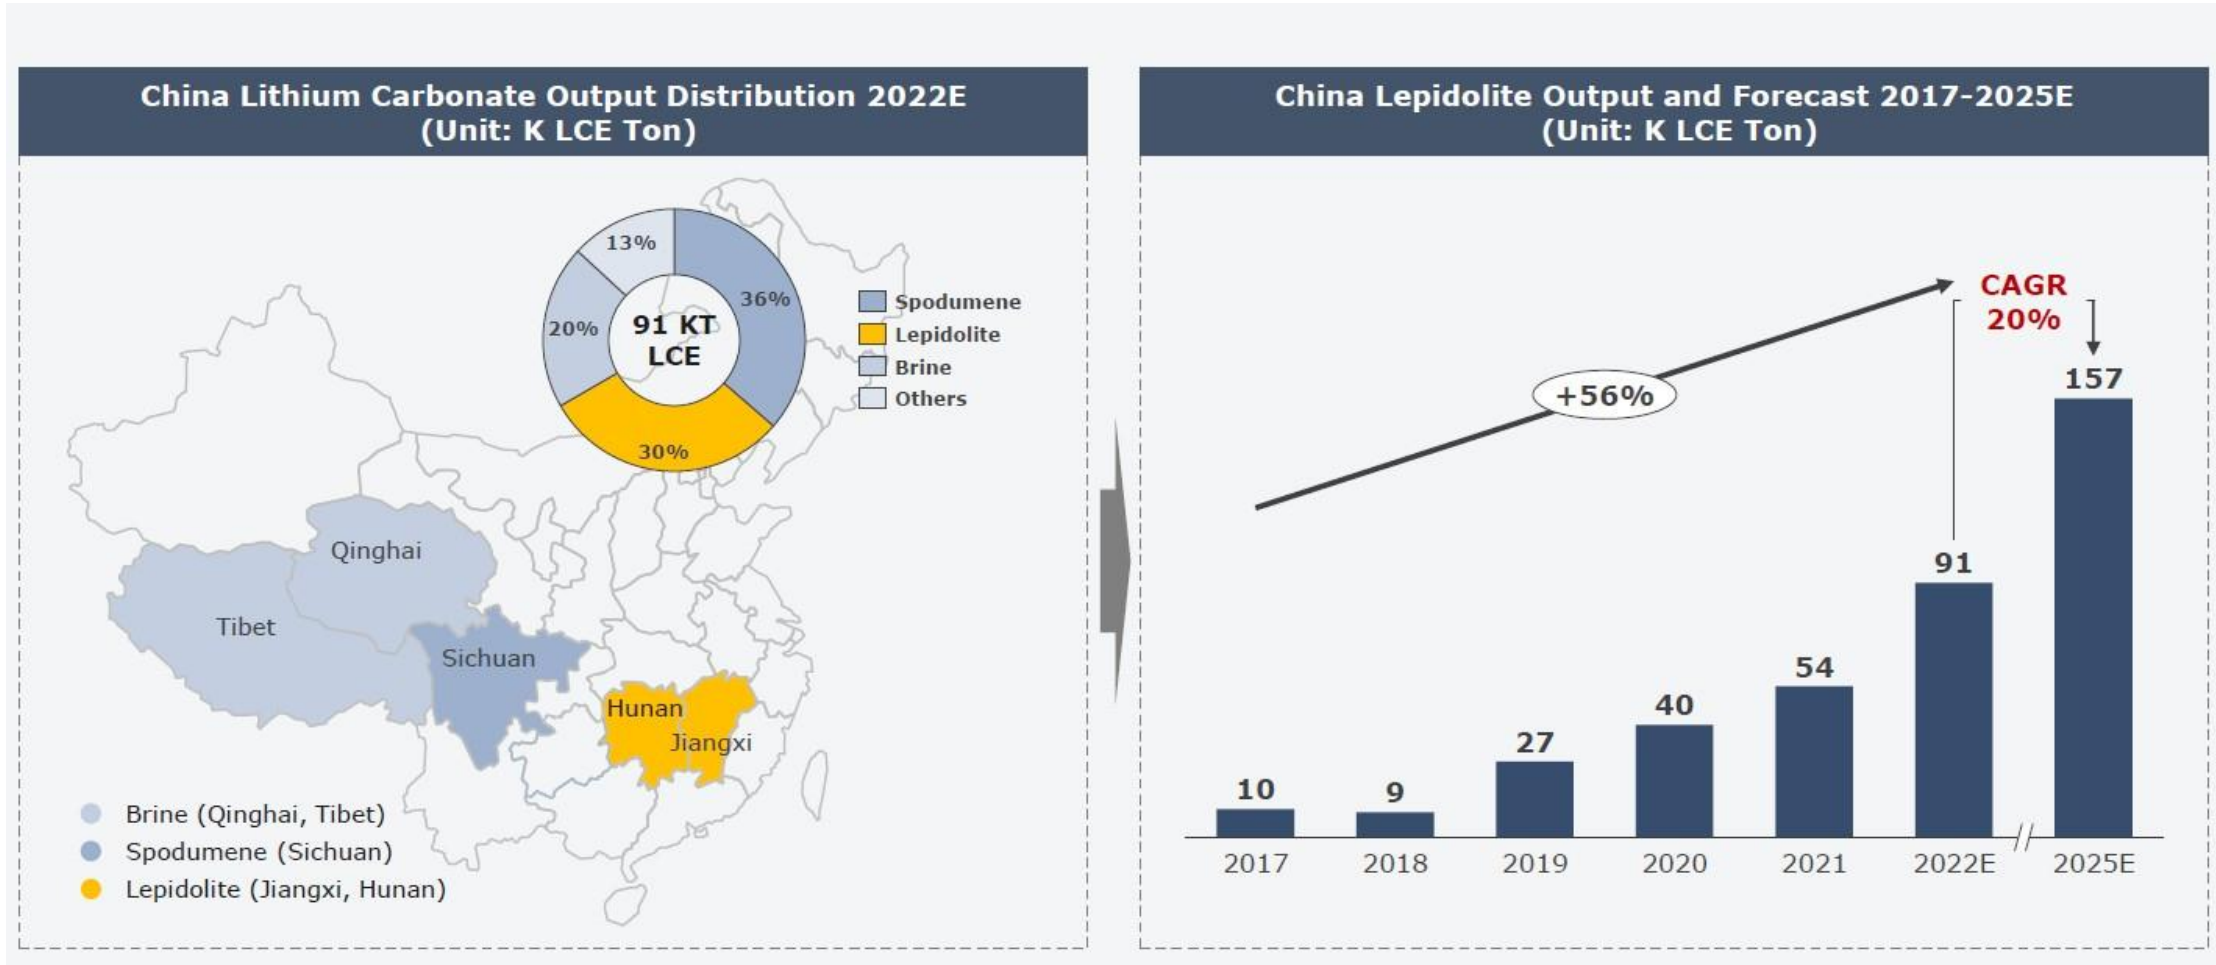 China Lithium Carbonate Output Distribution 2022E
(Unit: K LCE Ton)
13%
36%
20%
30%
91 KT
LCE
Spodumene
Lepidolite
Brine
Others
Qinghai
Tibet
Sichuan
Hunan
Jiangxi
Brine (Qinghai, Tibet)
Spodumene (Sichuan)
Lepidolite (Jiangxi, Hunan)
China Lepidolite Output and Forecast 2017-2025E
(Unit: K LCE Ton)
CAGR
20%
+56%
10
9
27
40
54
91
157
2017
2018
2019
2020
2021
2022E
2025E